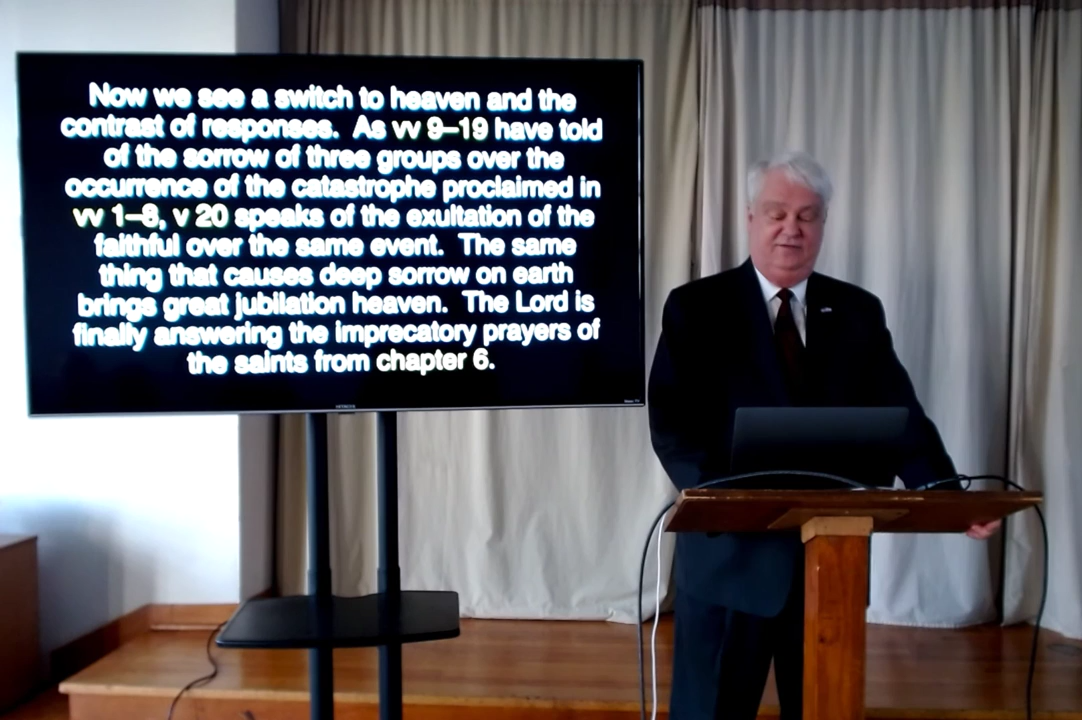 Now we see a switch to heaven and the
contrast of responses. As vv 9–19 have told
of the sorrow of three groups over the
occurrence of the catastrophe proclaimed in
vv 1–8, v 20 speaks of the exultation of the
faithful over the same event. The same
thing that causes deep sorrow on earth
brings great jubilation heaven. The Lord is
finally answering the imprecatory prayers of
the saints from chapter 6.
HITACHI